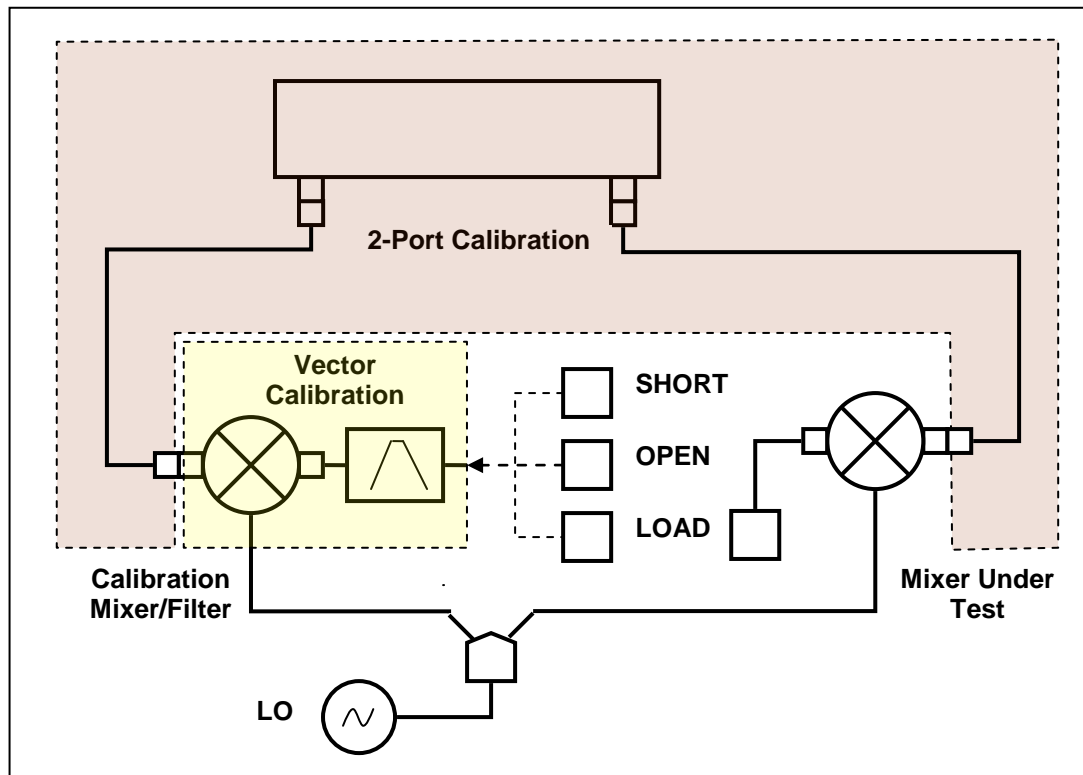 2-Port Calibration
Vector
Calibration
SHORT
OPEN
LOAD
Calibration
Mixer/Filter
Mixer Under
Test
LO